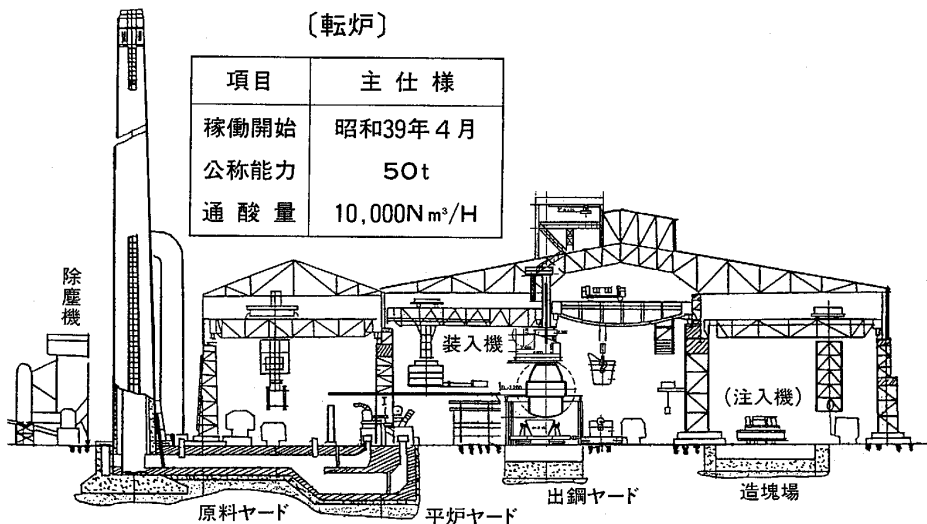 〔転炉〕
項目 主仕様
稼働開始 昭和39年4月
公称能力 50t
通酸量 10,000Nm³/H
除塵機
装入機
(注入機)
原料ヤード
平炉ヤード
出鋼ヤード
造塊場